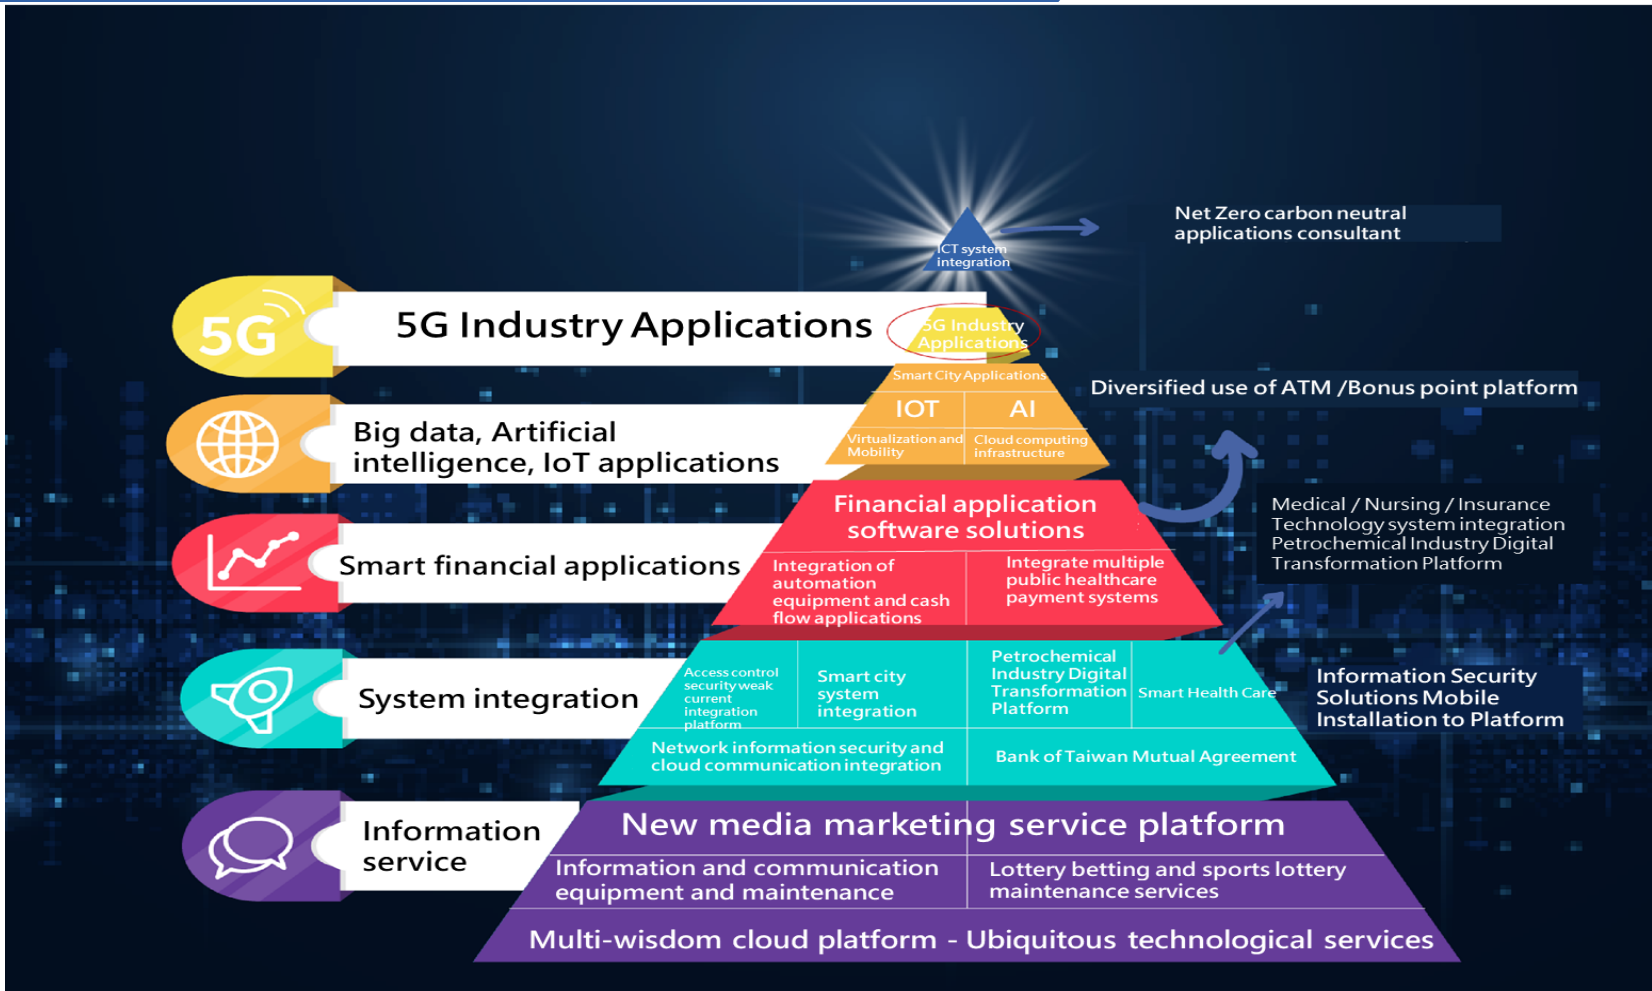 Net Zero carbon neutral
applications consultant
ICT system
integration
5G
5G Industry Applications
5G Industry
Applications
Smart City Applications
IOT
AI
Virtualization and
Mobility
Cloud computing
infrastructure
Diversified use of ATM /Bonus point platform
Big data, Artificial
intelligence, IoT applications
Financial application
software solutions
Integration of
automation
equipment and cash
flow applications
Integrate multiple
public healthcare
payment systems
Medical / Nursing / Insurance
Technology system integration
Petrochemical Industry Digital
Transformation Platform
Smart financial applications
System integration
Access control
security weak
current
integration
platform
Smart city
system
integration
Petrochemical
Industry Digital
Transformation
Platform
Smart Health Care
Information Security
Solutions Mobile
Installation to Platform
Network information security and
cloud communication integration
Bank of Taiwan Mutual Agreement
Information
service
New media marketing service platform
Information and communication
equipment and maintenance
Lottery betting and sports lottery
maintenance services
Multi-wisdom cloud platform - Ubiquitous technological services